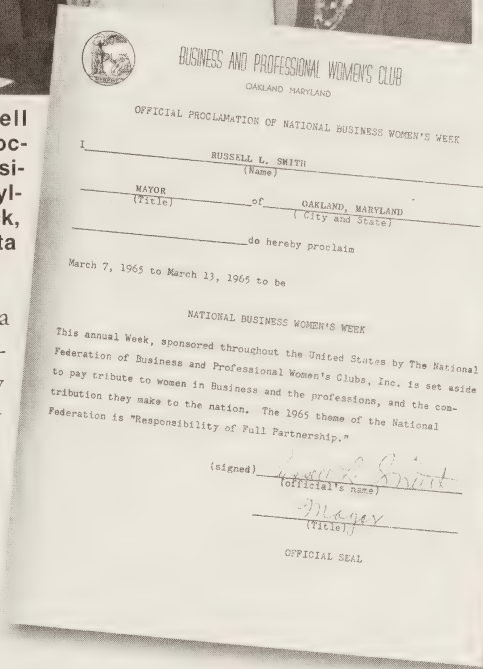 ell
oc-
si-
yl-
k,
ta
a
-
y
BUSINESS AND PROFESSIONAL WOMEN'S CLUB
OAKLAND MARYLAND
OFFICIAL PROCLAMATION OF NATIONAL BUSINESS WOMEN'S WEEK
I RUSSELL L. SMITH
(Name)
MAYOR of OAKLAND, MARYLAND
(Title) ( City and State)
do hereby proclaim
March 7, 1965 to March 13, 1965 to be
NATIONAL BUSINESS WOMEN'S WEEK
This annual Week, sponsored throughout the United States by The National
Federation of Business and Professional Women's Clubs, Inc. is set aside
to pay tribute to women in Business and the professions, and the com-
tribution they make to the nation. The 1965 theme of the National
Federation is "Responsibility of Full Partnership."
(signed) L. Smith
(official's name)
Mayor
(Title)
OFFICIAL SEAL